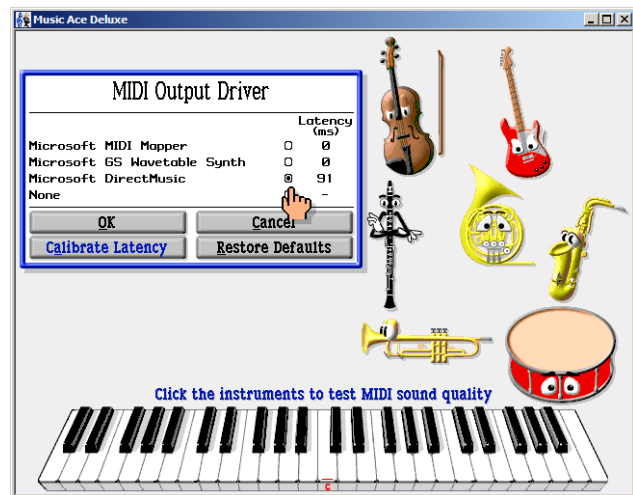 Music Ace Deluxe
MIDI Output Driver
Latency
(ms)
Microsoft MIDI Mapper 0
Microsoft GS Wavetable Synth 0
Microsoft DirectMusic 91
None -
OK Cancel
Calibrate Latency Restore Defaults
Click the instruments to test MIDI sound quality
C